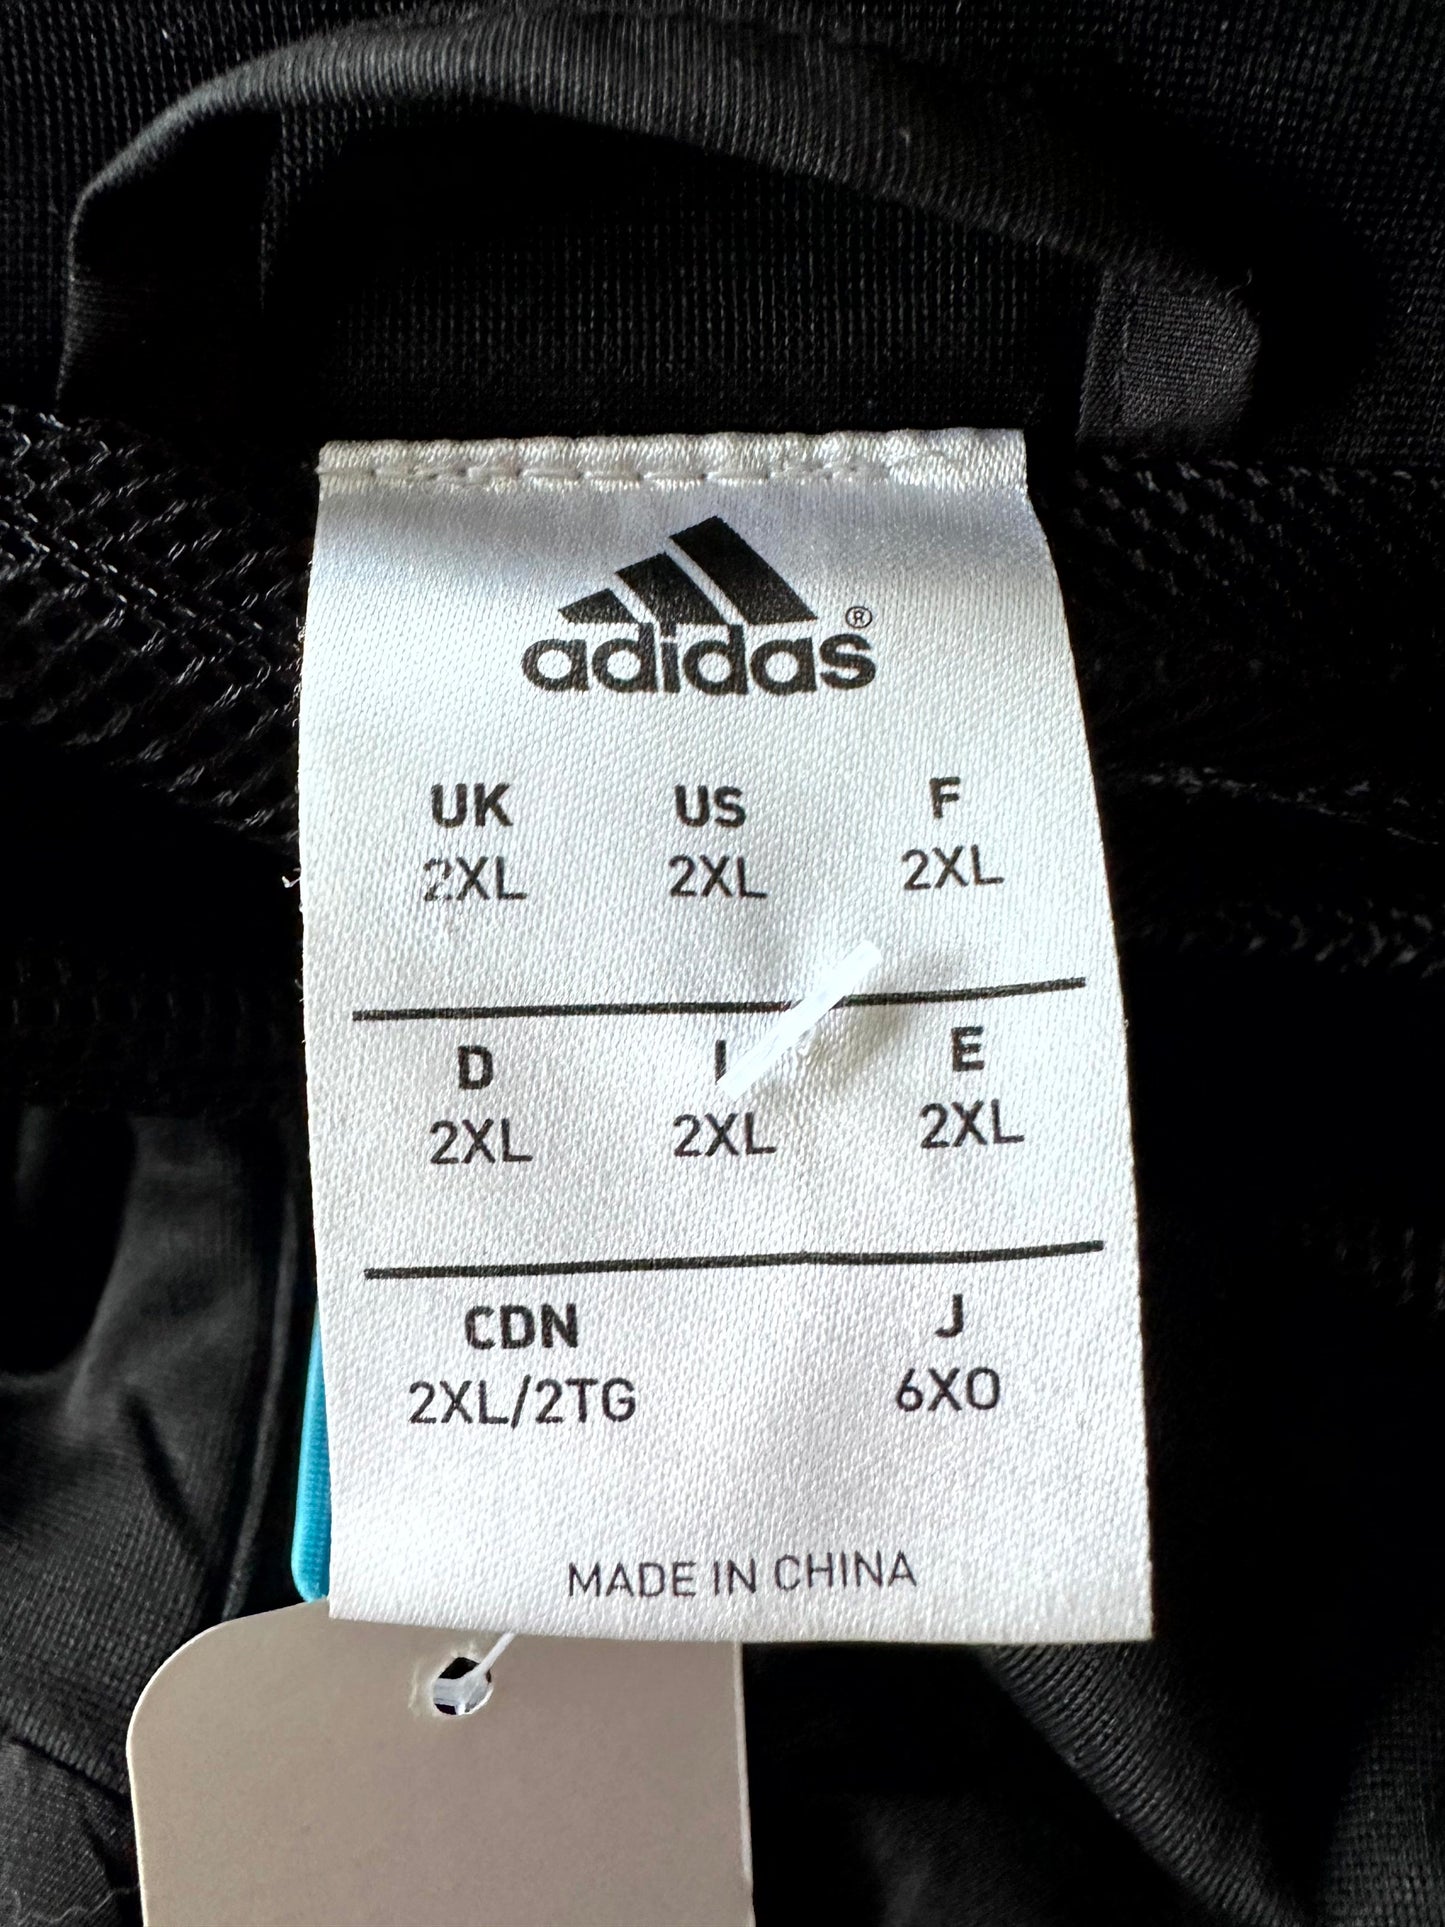 adidas®
UK US F
2XL 2XL 2XL
D I E
2XL 2XL 2XL
CDN J
2XL/2TG 6XO
MADE IN CHINA